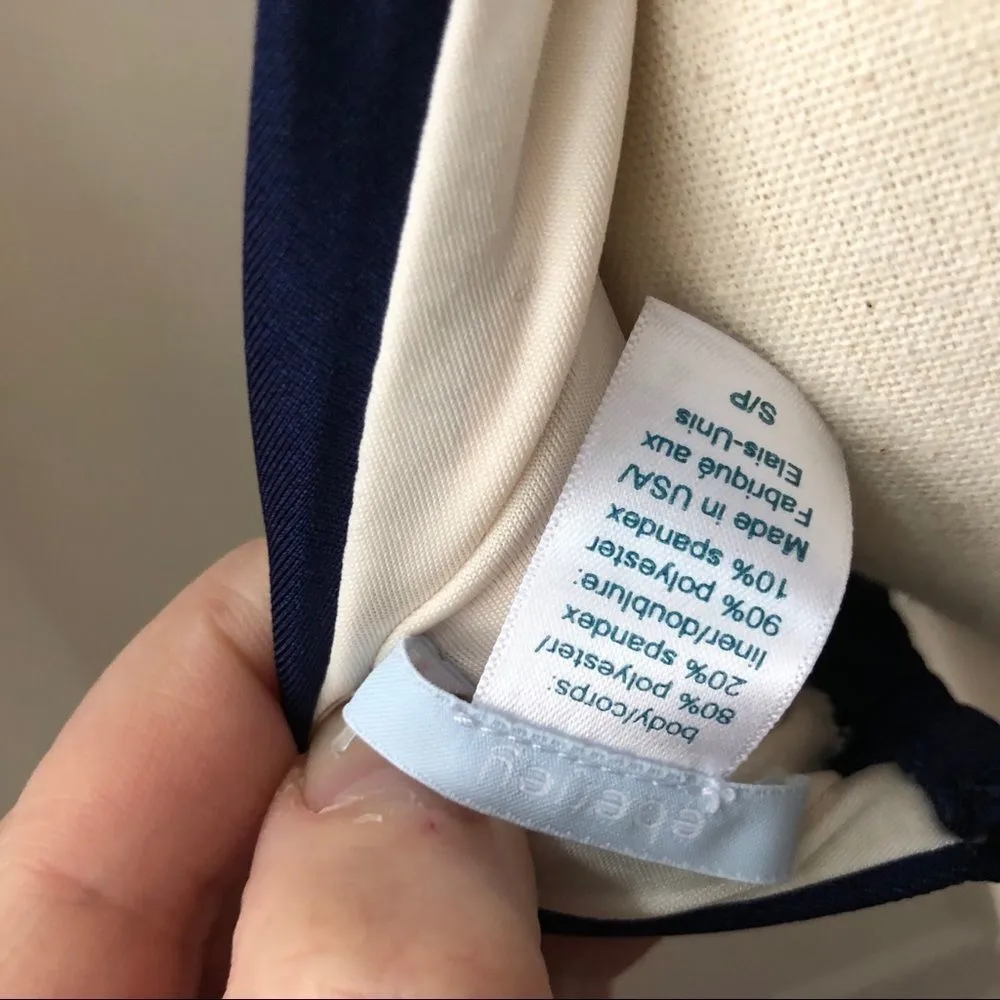 body/corps:
80% polyester/
20% spandex
liner/doublure:
90% polyester
10% spandex
Made in USA/
Fabriqué aux
Elais-Unis
S/P